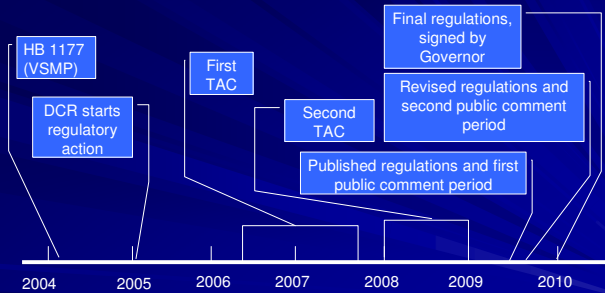 Final regulations,
signed by
Governor
HB 1177
(VSMP)
First
TAC
Revised regulations and
second public comment
period
DCR starts
regulatory
action
Second
TAC
Published regulations and first
public comment period
2004
2005
2006
2007
2008
2009
2010